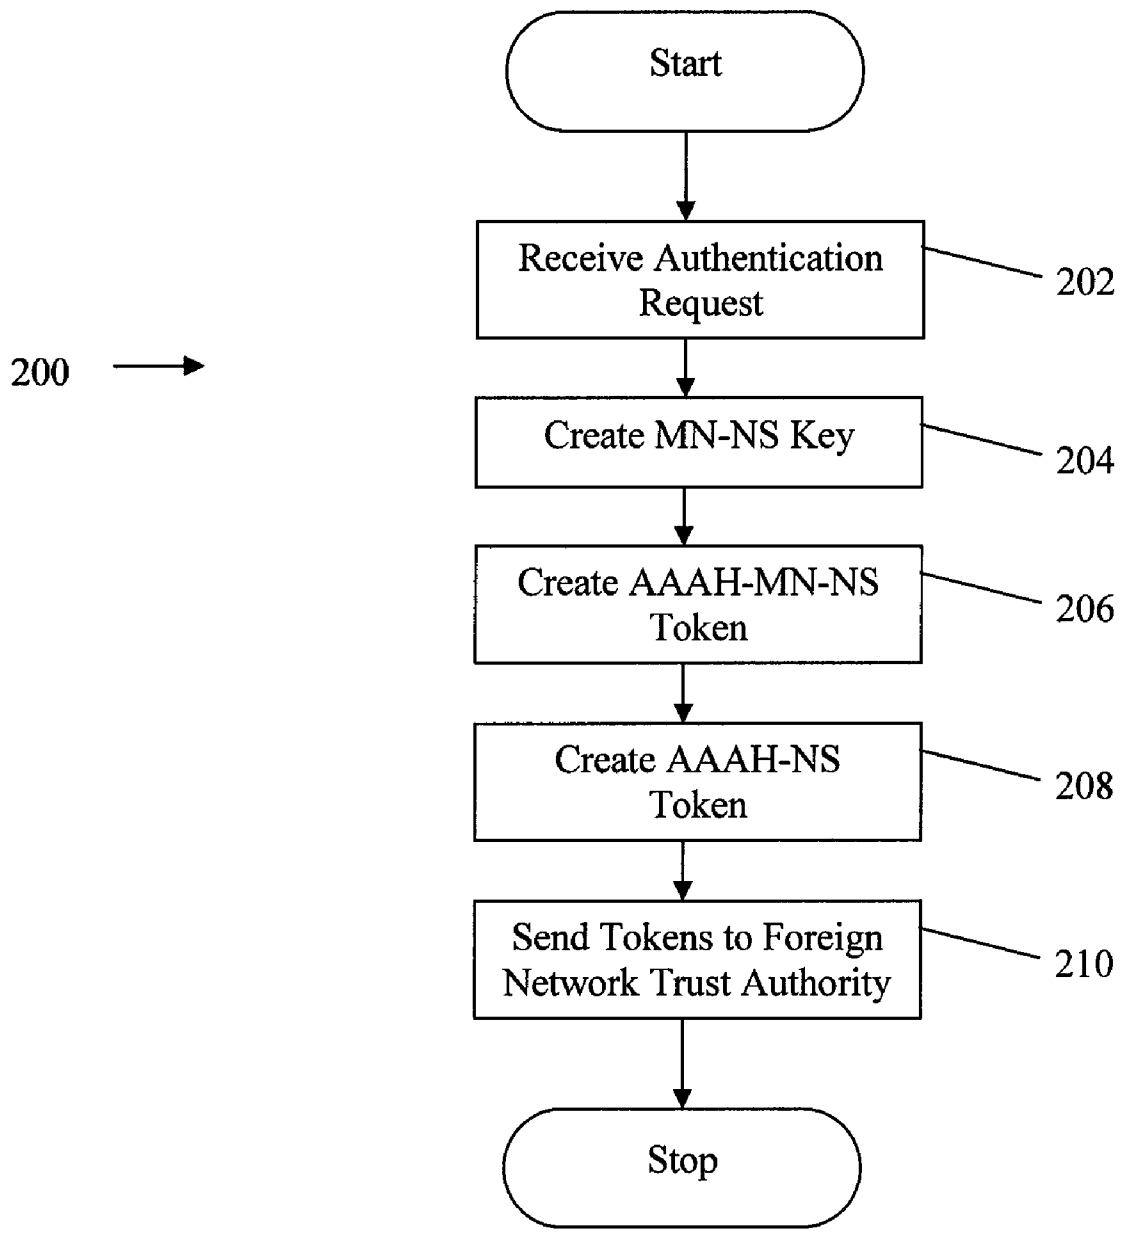 Start
Receive Authentication
Request
202
200
Create MN-NS Key
204
Create AAAH-MN-NS
Token
206
Create AAAH-NS
Token
208
Send Tokens to Foreign
Network Trust Authority
210
Stop